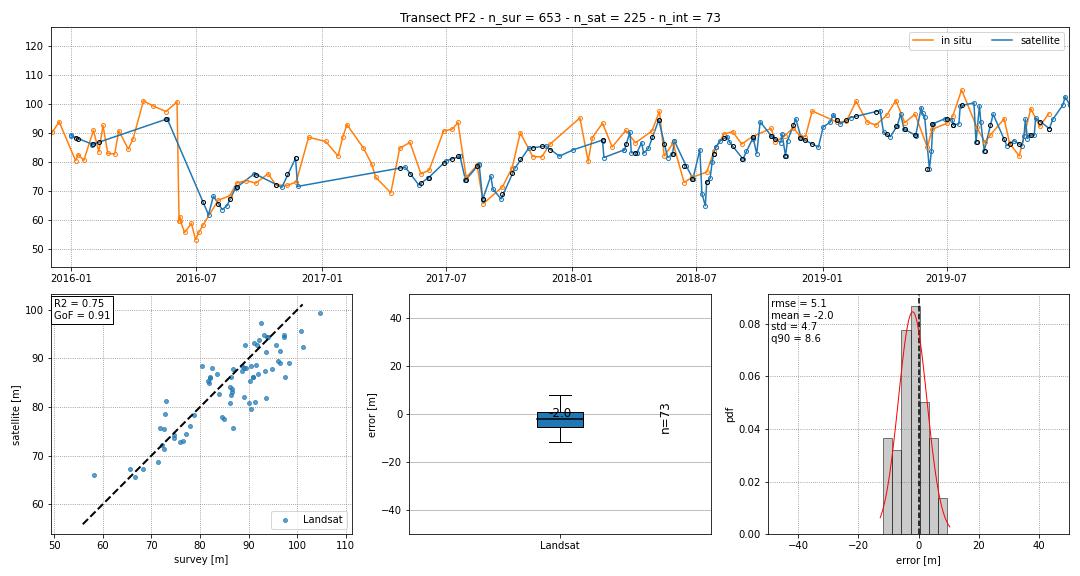 Transect PF2 - n_sur = 653 - n_sat = 225 - n_int = 73
in situ
satellite
120
110
100
90
80
70
60
50
2016-01
2016-07
2017-01
2017-07
2018-01
2018-07
2019-01
2019-07
R2 = 0.75
GoF = 0.91
100
90
80
70
60
satellite [m]
Landsat
50
60
70
80
90
100
110
survey [m]
40
20
0
−20
−40
error [m]
-2.0
n=73
Landsat
rmse = 5.1
mean = -2.0
std = 4.7
q90 = 8.6
0.08
0.06
0.04
0.02
0.00
pdf
−40
−20
0
20
40
error [m]